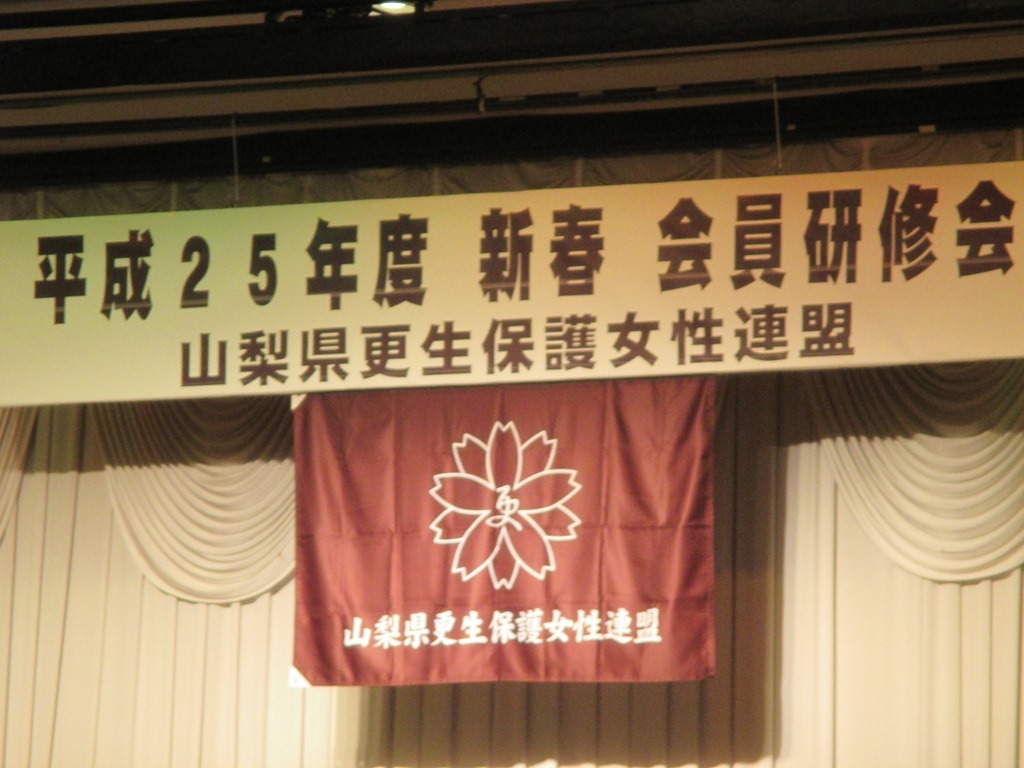 平成２５年度 新春 会員研修会
山梨県更生保護女性連盟
更
山梨県更生保護女性連盟